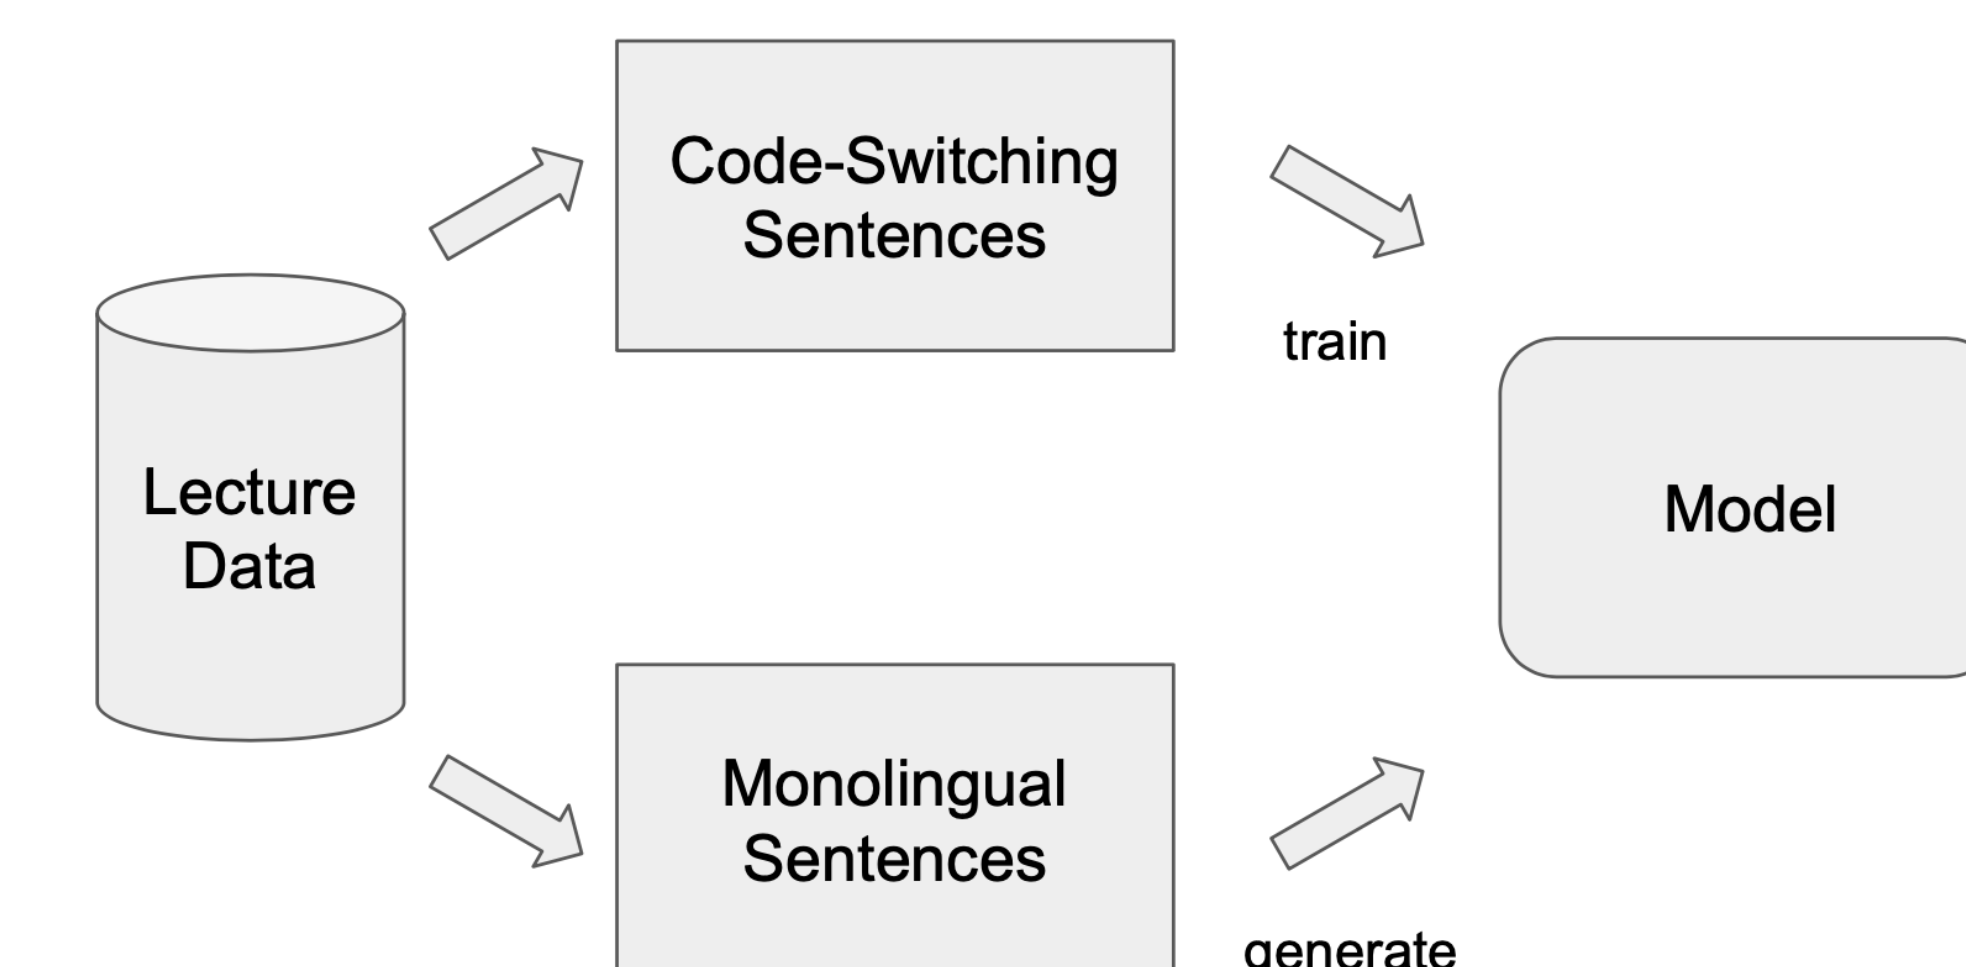 Code-Switching
Sentences
train
Lecture
Data
Model
Monolingual
Sentences
generate